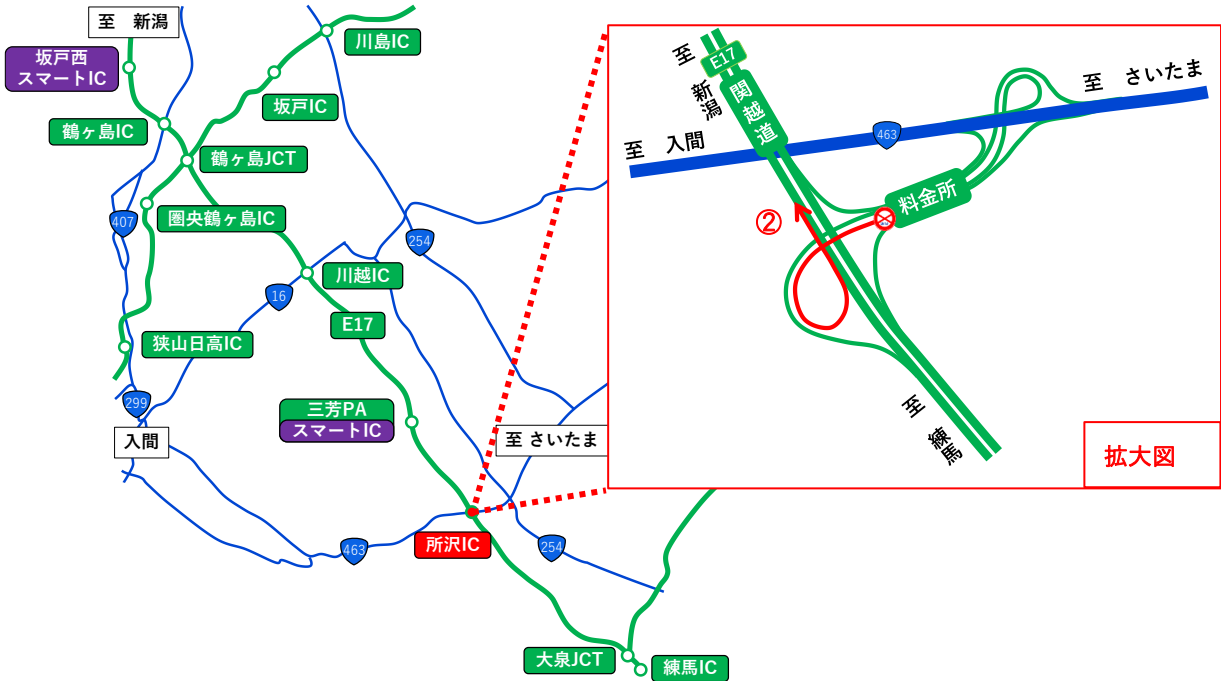 至　新潟
坂戸西
スマートIC
川島IC
坂戸IC
鶴ヶ島IC
鶴ヶ島JCT
圏央鶴ヶ島IC
407
254
川越IC
16
E17
狭山日高IC
299
入間
三芳PA
スマートIC
至 さいたま
所沢IC
463
254
大泉JCT
練馬IC
至　新潟
E17
関越道
至　入間
463
至　さいたま
料金所
②
至　練馬
拡大図